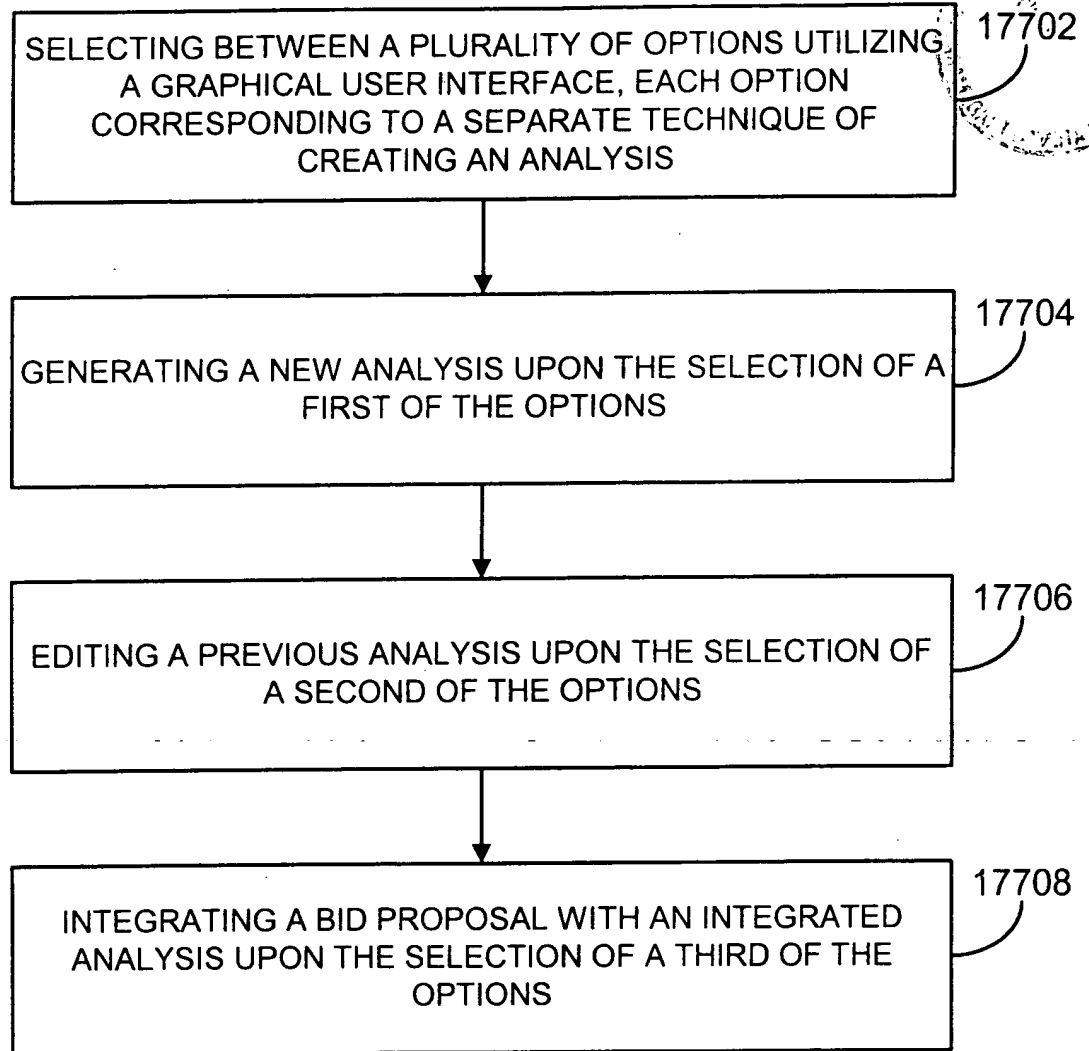 SELECTING BETWEEN A PLURALITY OF OPTIONS UTILIZING
A GRAPHICAL USER INTERFACE, EACH OPTION
CORRESPONDING TO A SEPARATE TECHNIQUE OF
CREATING AN ANALYSIS
17702
GENERATING A NEW ANALYSIS UPON THE SELECTION OF A
FIRST OF THE OPTIONS
17704
EDITING A PREVIOUS ANALYSIS UPON THE SELECTION OF
A SECOND OF THE OPTIONS
17706
INTEGRATING A BID PROPOSAL WITH AN INTEGRATED
ANALYSIS UPON THE SELECTION OF A THIRD OF THE
OPTIONS
17708